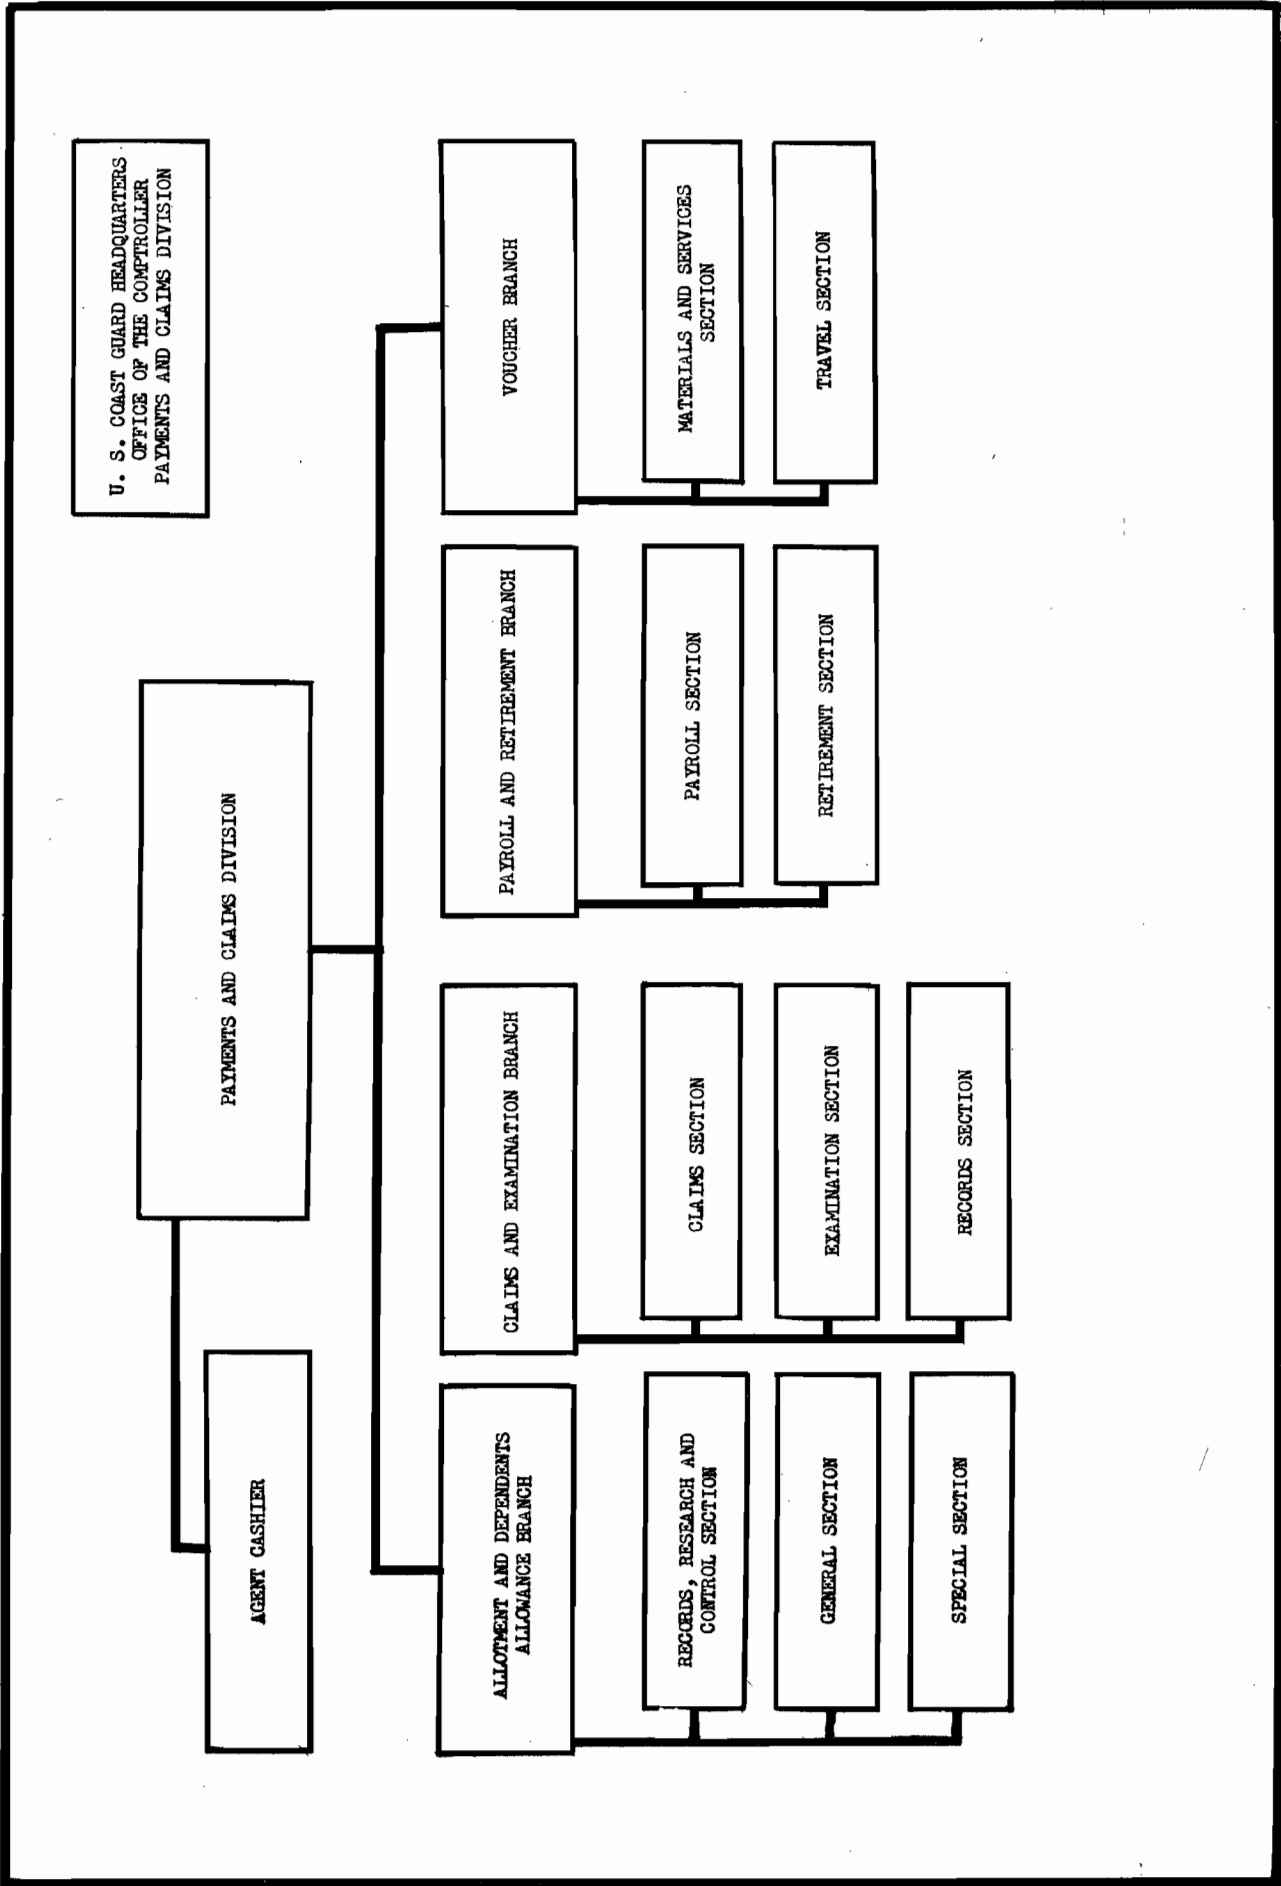 U. S. COAST GUARD HEADQUARTERS
OFFICE OF THE COMPTROLLER
PAYMENTS AND CLAIMS DIVISION
PAYMENTS AND CLAIMS DIVISION
AGENT CASHIER
ALLOTMENT AND DEPENDENTS
ALLOWANCE BRANCH
RECORDS, RESEARCH AND
CONTROL SECTION
GENERAL SECTION
SPECIAL SECTION
CLAIMS AND EXAMINATION BRANCH
CLAIMS SECTION
EXAMINATION SECTION
RECORDS SECTION
PAYROLL AND RETIREMENT BRANCH
PAYROLL SECTION
RETIREMENT SECTION
VOUCHER BRANCH
MATERIALS AND SERVICES
SECTION
TRAVEL SECTION